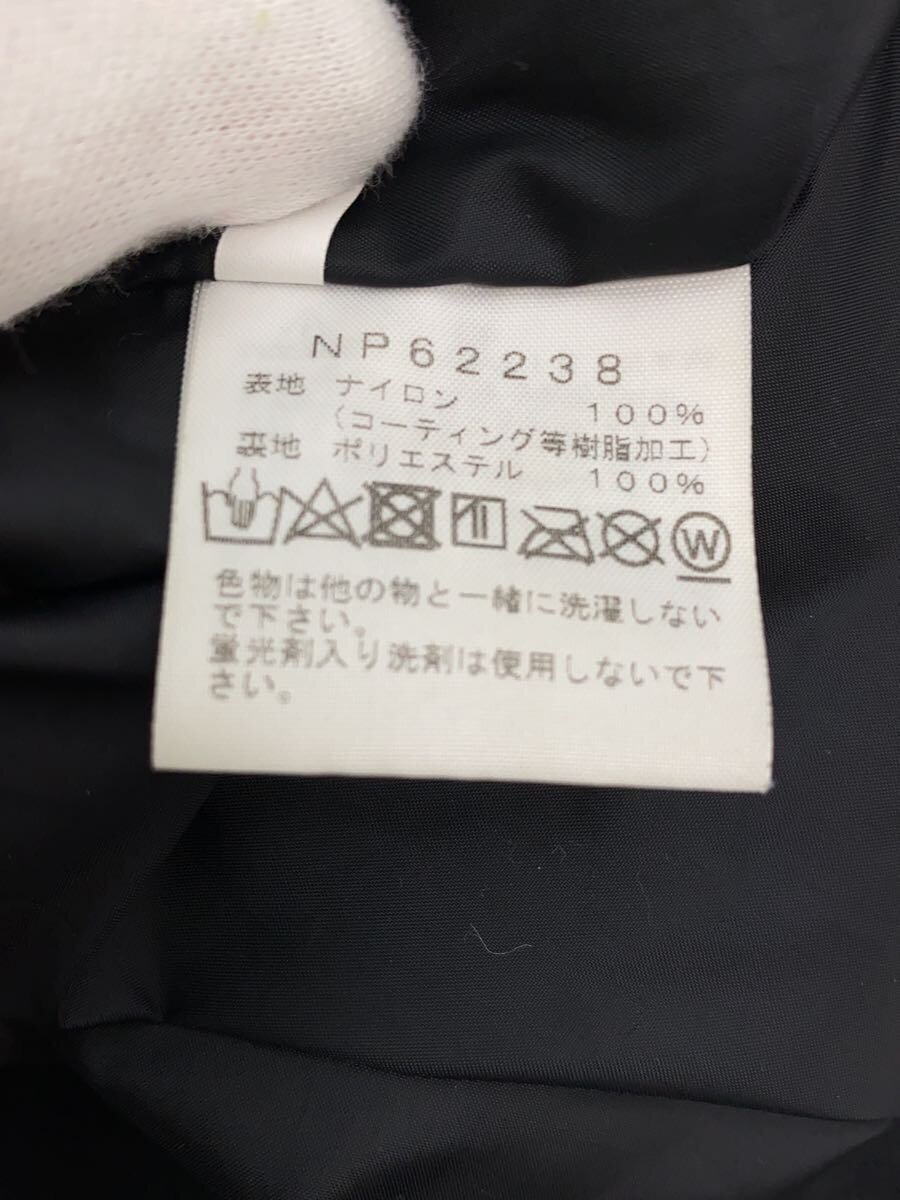 NP62238
表地 ナイロン 100%
(コーティング等樹脂加工)
裏地 ポリエステル 100%
W
色物は他の物と一緒に洗濯しない
で下さい。
蛍光剤入り洗剤は使用しないで下
さい。